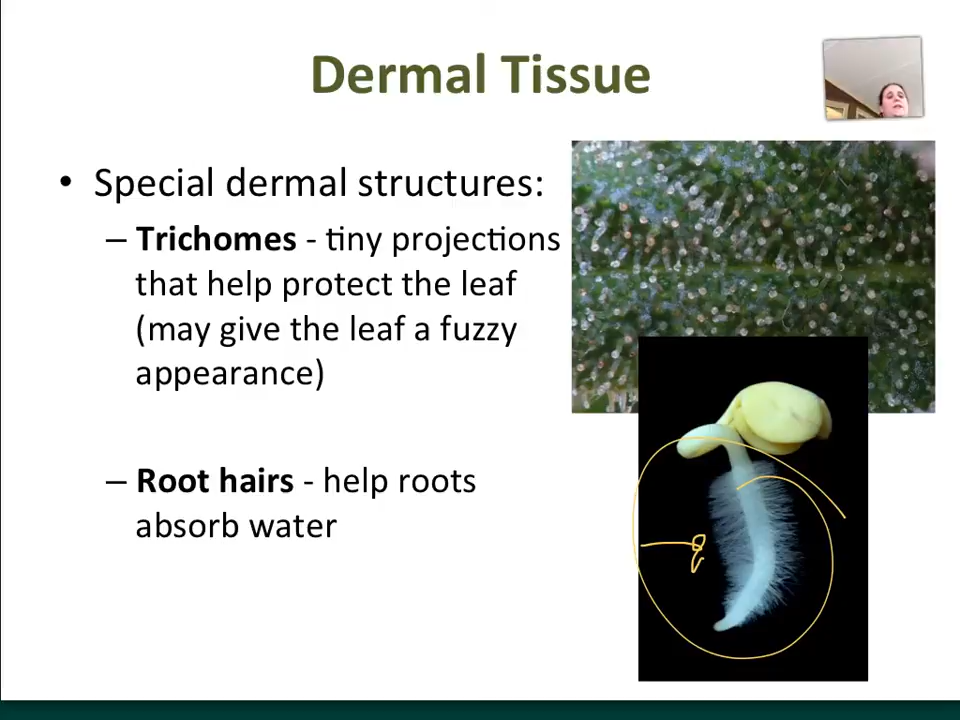 Dermal Tissue
• Special dermal structures:
– Trichomes - tiny projections
that help protect the leaf
(may give the leaf a fuzzy
appearance)
– Root hairs - help roots
absorb water